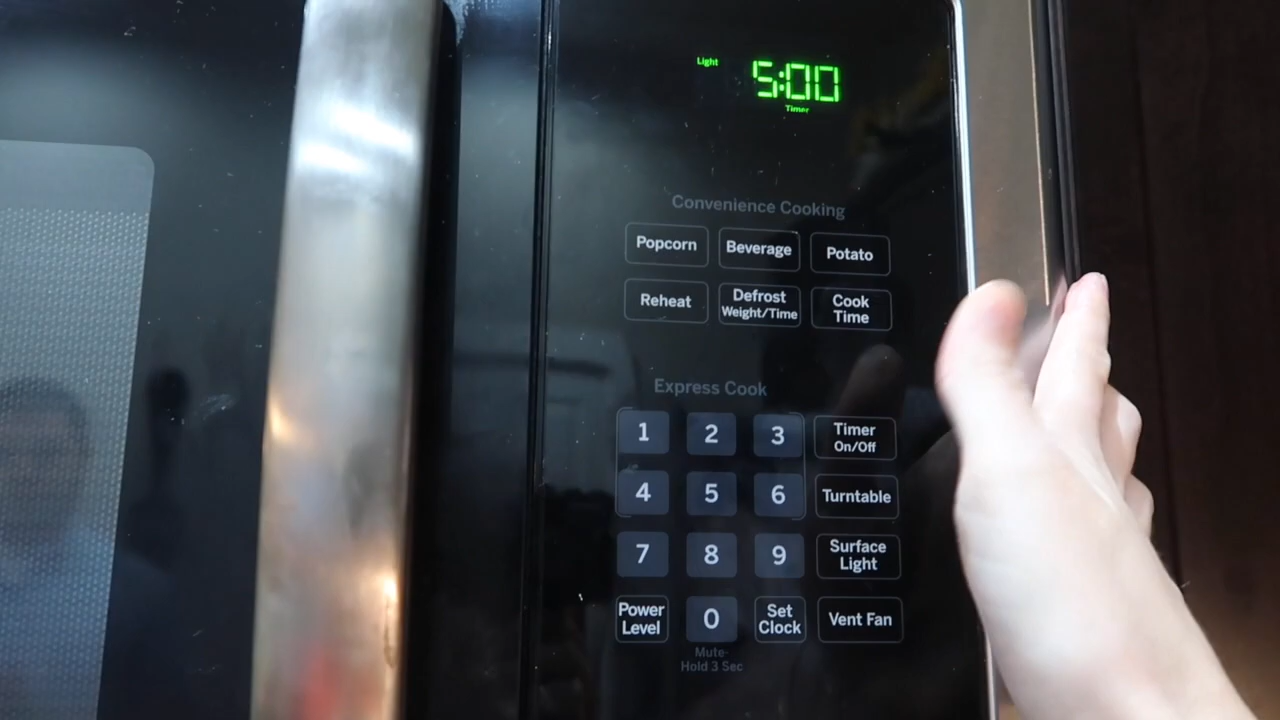 Light
5:00
Timer
Convenience Cooking
Popcorn
Beverage
Potato
Reheat
Defrost
Weight/Time
Cook
Time
Express Cook
1
2
3
Timer
On/Off
4
5
6
Turntable
7
8
9
Surface
Light
Power
Level
0
Set
Clock
Vent Fan
Mute-
Hold 3 Sec